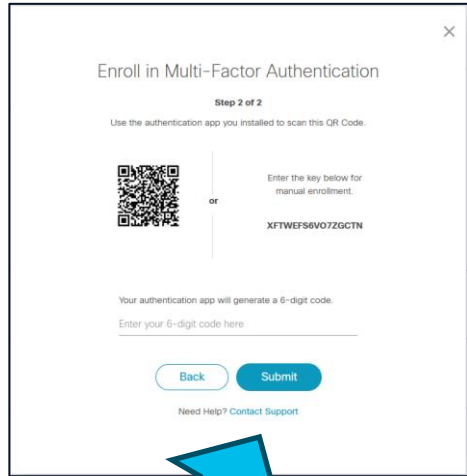 Enroll in Multi-Factor Authentication
Step 2 of 2
Use the authentication app you installed to scan this QR Code.
or
Enter the key below for
manual enrollment.
XFTWEFS6VO7ZGCTN
Your authentication app will generate a 6-digit code.
Enter your 6-digit code here
Back
Submit
Need Help? Contact Support